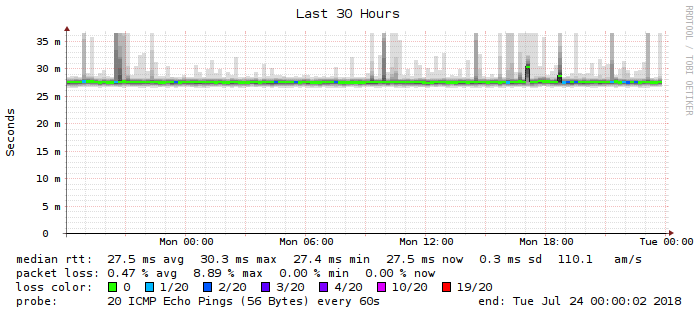 Last 30 Hours
RRDTOOL / TOBI OETIKER
Seconds
35 m
30 m
25 m
20 m
15 m
10 m
5 m
0
Mon 00:00 Mon 06:00 Mon 12:00 Mon 18:00 Tue 00:00
median rtt: 27.5 ms avg 30.3 ms max 27.4 ms min 27.5 ms now 0.3 ms sd 110.1 am/s
packet loss: 0.47 % avg 8.89 % max 0.00 % min 0.00 % now
loss color: 0 1/20 2/20 3/20 4/20 10/20 19/20
probe: 20 ICMP Echo Pings (56 Bytes) every 60s end: Tue Jul 24 00:00:02 2018